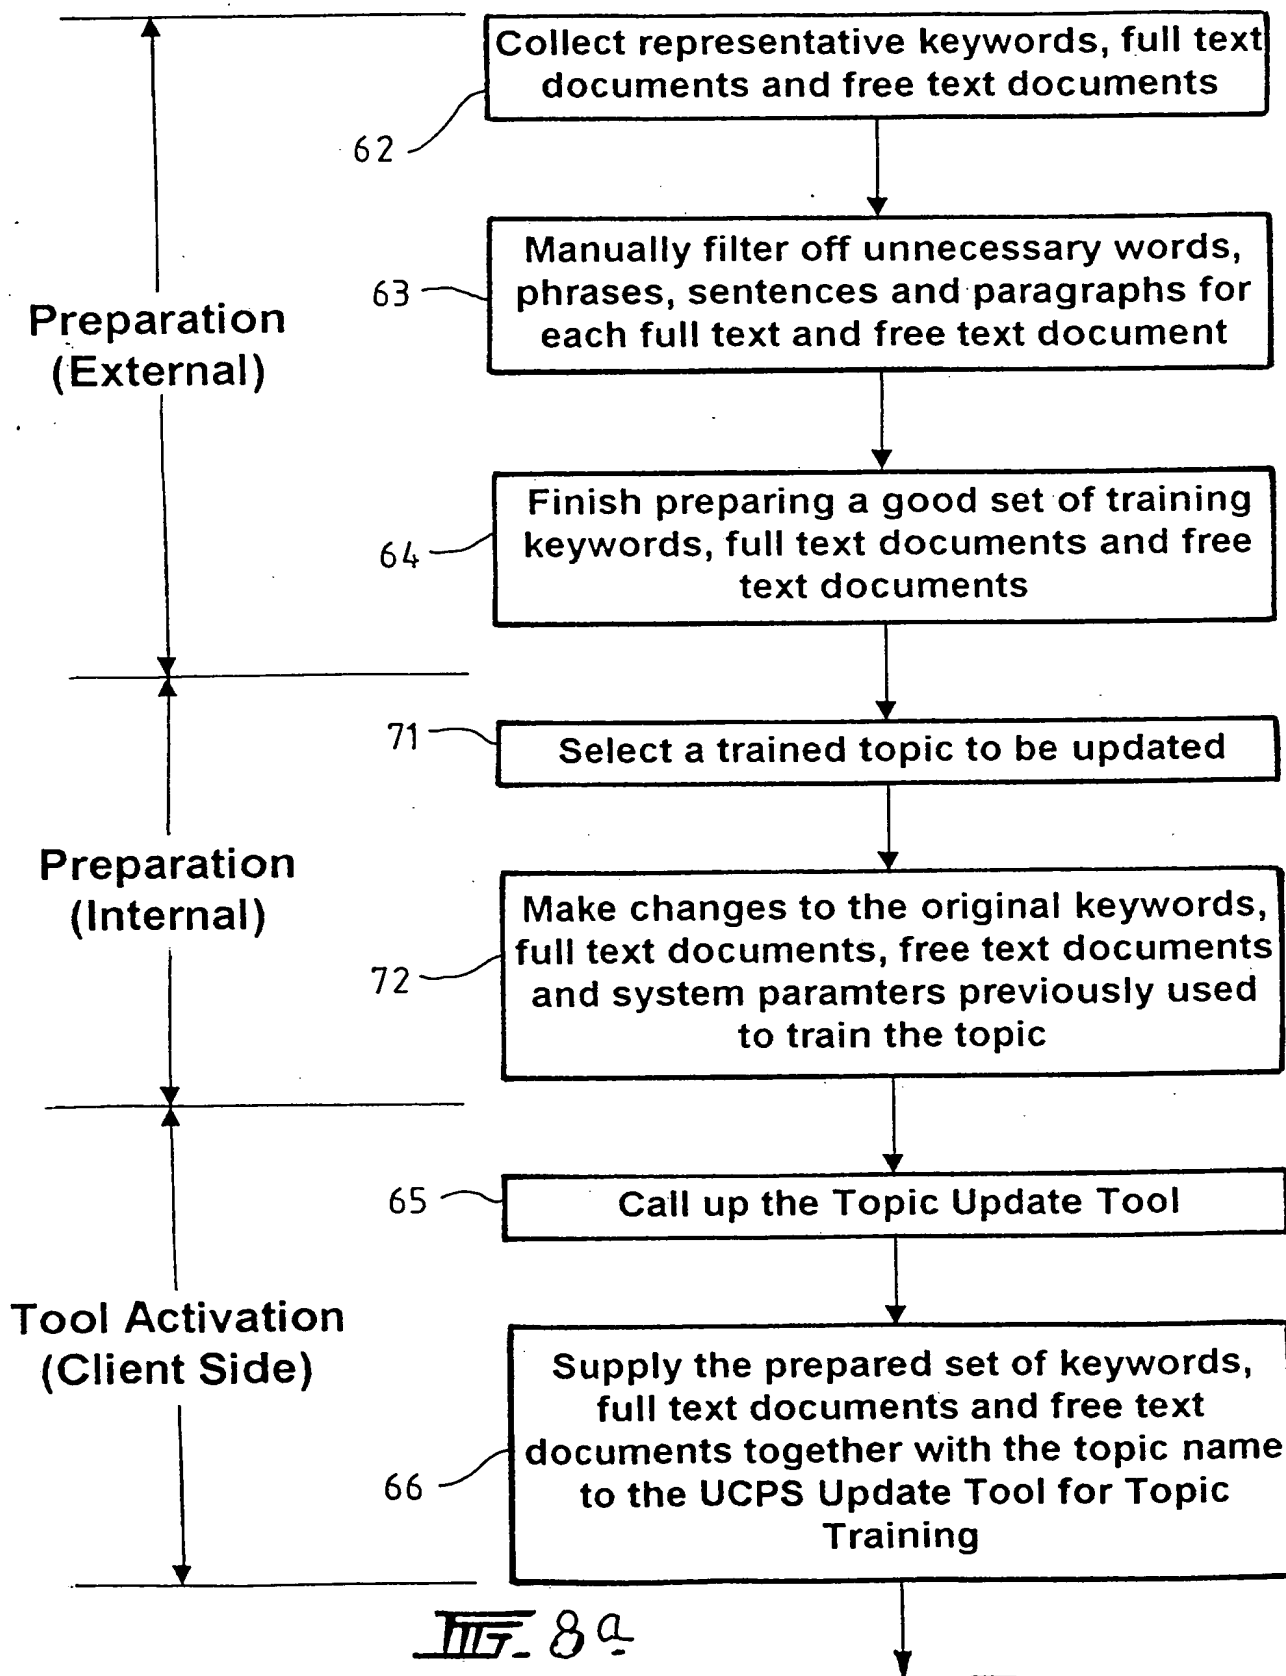 Collect representative keywords, full text
documents and free text documents
62
Manually filter off unnecessary words,
phrases, sentences and paragraphs for
each full text and free text document
63
Preparation
(External)
Finish preparing a good set of training
keywords, full text documents and free
text documents
64
71
Select a trained topic to be updated
Preparation
(Internal)
Make changes to the original keywords,
full text documents, free text documents
and system paramters previously used
to train the topic
72
65
Call up the Topic Update Tool
Tool Activation
(Client Side)
Supply the prepared set of keywords,
full text documents and free text
documents together with the topic name
to the UCPS Update Tool for Topic
Training
66
FIG. 8a